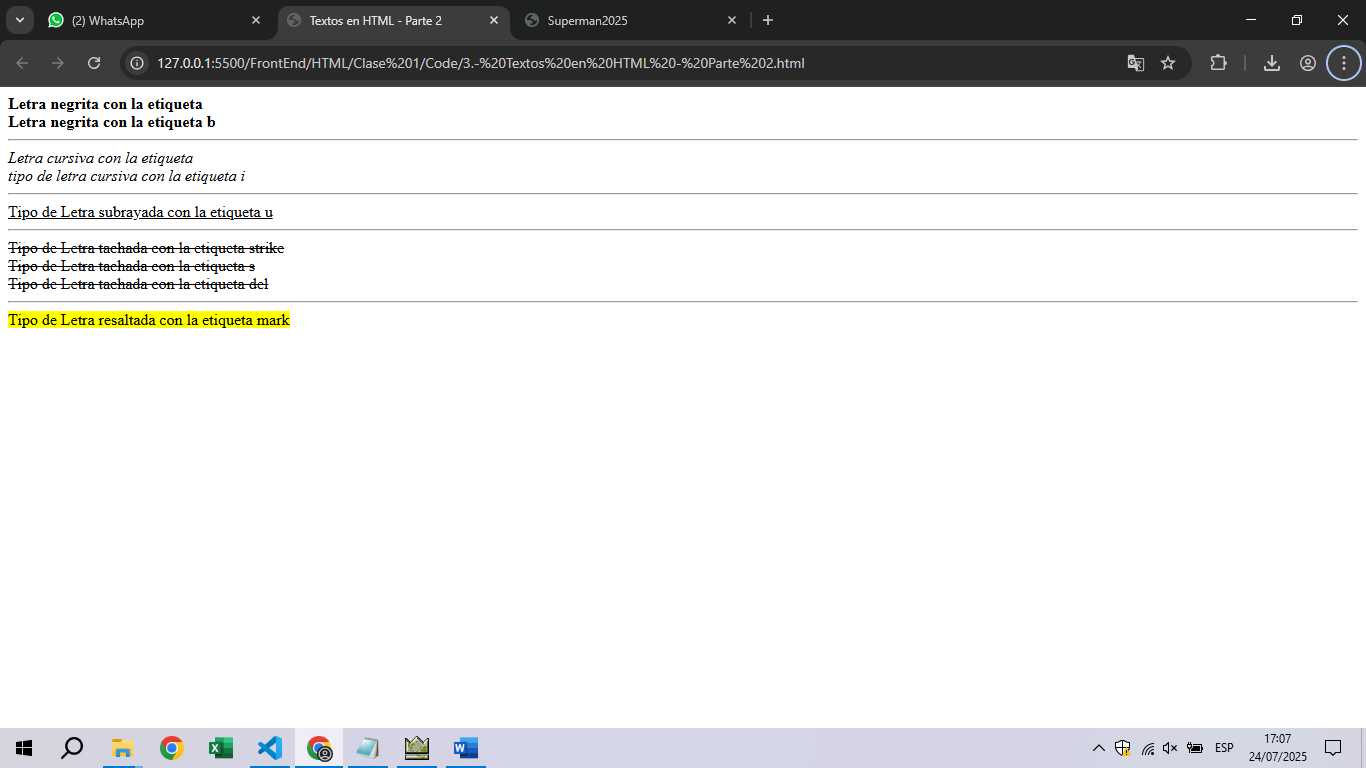 (2) WhatsApp
Textos en HTML - Parte 2
Superman2025
127.0.0.1:5500/FrontEnd/HTML/Clase%201/Code/3.-%20Textos%20en%20HTML%20-%20Parte%202.html
Letra negrita con la etiqueta
Letra negrita con la etiqueta b
Letra cursiva con la etiqueta
tipo de letra cursiva con la etiqueta i
Tipo de Letra subrayada con la etiqueta u
Tipo de Letra tachada con la etiqueta strike
Tipo de Letra tachada con la etiqueta s
Tipo de Letra tachada con la etiqueta del
Tipo de Letra resaltada con la etiqueta mark
ESP
17:07
24/07/2025